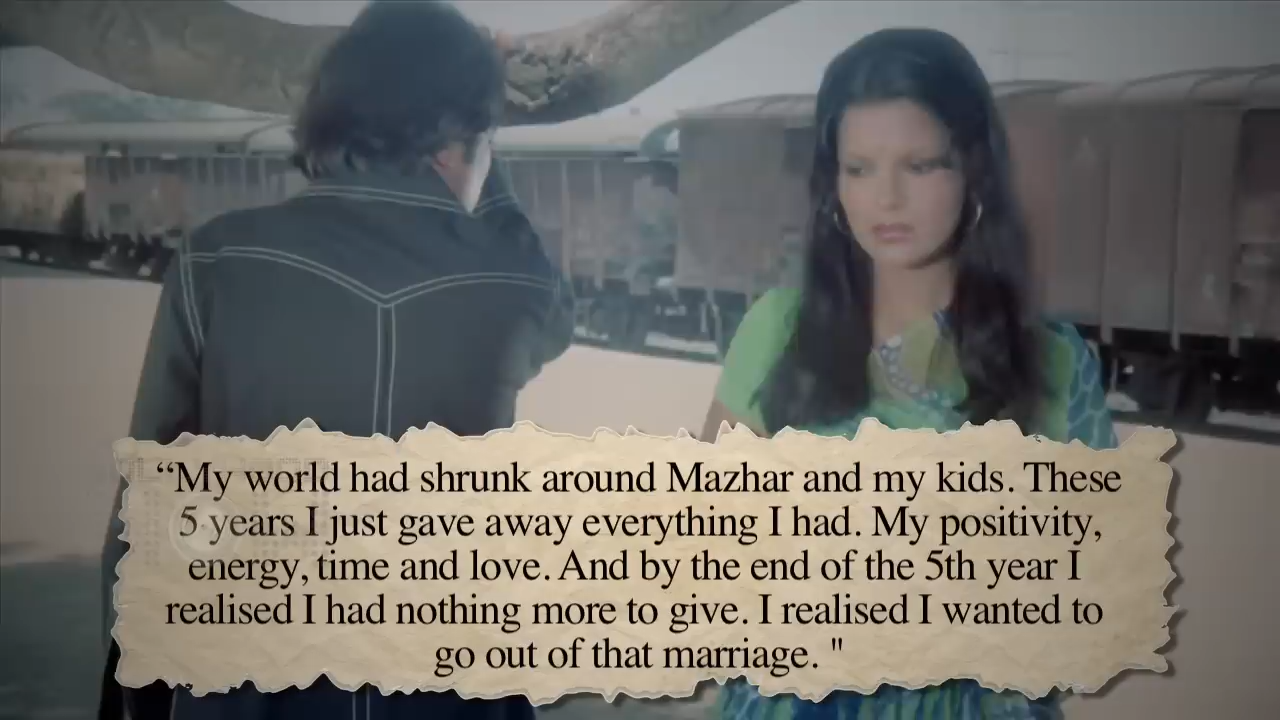 “My world had shrunk around Mazhar and my kids. These
5 years I just gave away everything I had. My positivity,
energy, time and love. And by the end of the 5th year I
realised I had nothing more to give. I realised I wanted to
go out of that marriage. "